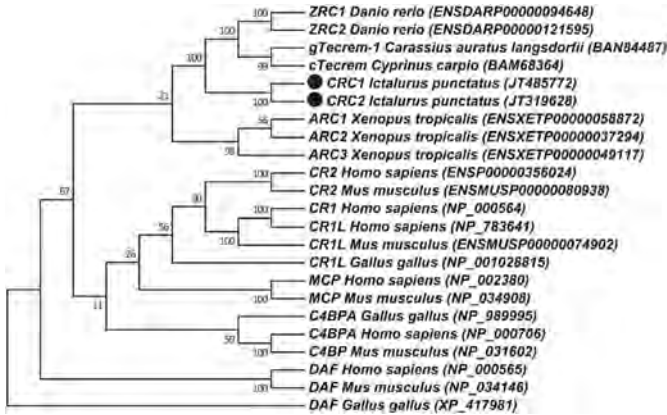 ZRC1 Danio rerio (ENSDARP00000094648)
100
ZRC2 Danio rerio (ENSDARP00000121595)
100
gTecrem-1 Carassius auratus langsdorfii (BAN84487)
100
cTecrem Cyprinus carpio (BAM68364)
99
CRC1 Ictalurus punctatus (JT485772)
21
CRC2 Ictalurus punctatus (JT319628)
100
ARC1 Xenopus tropicalis (ENSXETP00000058872)
56
ARC2 Xenopus tropicalis (ENSXETP00000037294)
98
ARC3 Xenopus tropicalis (ENSXETP00000049117)
CR2 Homo sapiens (ENSP00000356024)
100
CR2 Mus musculus (ENSMUSP00000080938)
67
CR1 Homo sapiens (NP_000564)
100
CR1L Homo sapiens (NP_783641)
56
100
CR1L Mus musculus (ENSMUSP00000074902)
CR1L Gallus gallus (NP_001026815)
MCP Homo sapiens (NP_002380)
100
MCP Mus musculus (NP_034908)
11
C4BPA Gallus gallus (NP_989995)
C4BPA Homo sapiens (NP_000706)
100
C4BP Mus musculus (NP_031602)
DAF Homo sapiens (NP_000565)
100
DAF Mus musculus (NP_034146)
DAF Gallus gallus (XP_417981)